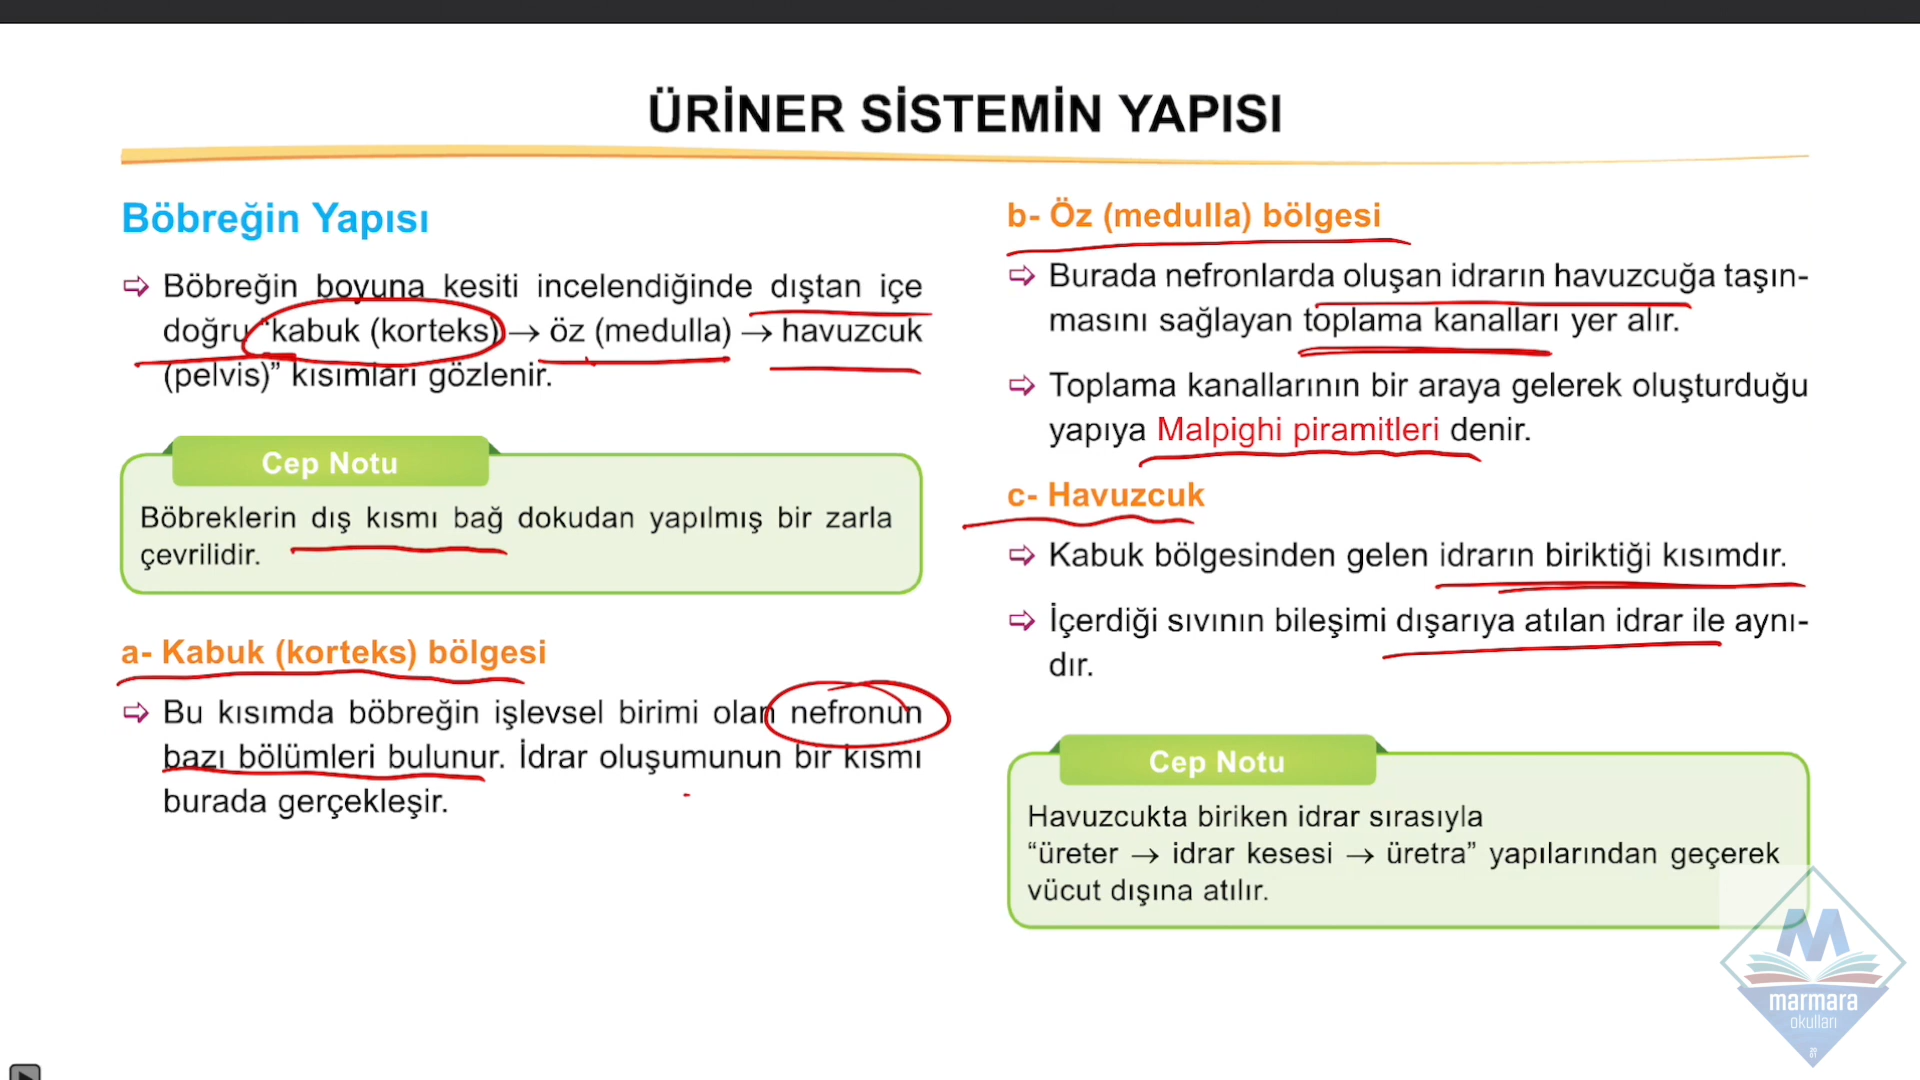 ÜRİNER SİSTEMİN YAPISI
Böbreğin Yapısı
⇨ Böbreğin boyuna kesiti incelendiğinde dıştan içe
doğru “kabuk (korteks) → öz (medulla) → havuzcuk
(pelvis)” kısımları gözlenir.
Cep Notu
Böbreklerin dış kısmı bağ dokudan yapılmış bir zarla
çevrilidir.
a- Kabuk (korteks) bölgesi
⇨ Bu kısımda böbreğin işlevsel birimi olan nefronun
bazı bölümleri bulunur. İdrar oluşumunun bir kısmı
burada gerçekleşir.
b- Öz (medulla) bölgesi
⇨ Burada nefronlarda oluşan idrarın havuzcuğa taşın-
masını sağlayan toplama kanalları yer alır.
⇨ Toplama kanallarının bir araya gelerek oluşturduğu
yapıya Malpighi piramitleri denir.
c- Havuzcuk
⇨ Kabuk bölgesinden gelen idrarın biriktiği kısımdır.
⇨ İçerdiği sıvının bileşimi dışarıya atılan idrar ile aynı-
dır.
Cep Notu
Havuzcukta biriken idrar sırasıyla
“üreter → idrar kesesi → üretra” yapılarından geçerek
vücut dışına atılır.
marmara
okulları